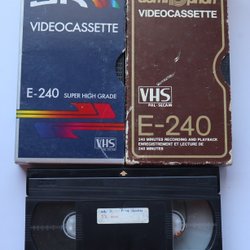 VIDEOCASSETTE
E-240
SUPER HIGH GRADE
VHS
VIDEOCASSETTE
VHS
PAL-SECAM
E-240
240 MINUTES RECORDING AND PLAYBACK
ENREGISTREMENT ET LECTURE DE
240 MINUTES